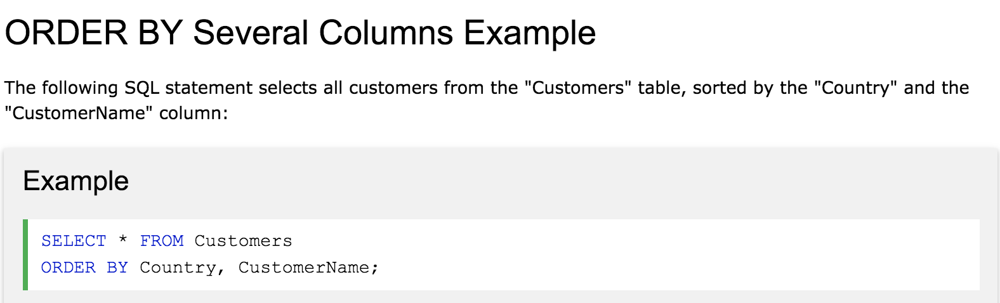 ORDER BY Several Columns Example
The following SQL statement selects all customers from the "Customers" table, sorted by the "Country" and the
"CustomerName" column:
Example
SELECT * FROM Customers
ORDER BY Country, CustomerName;